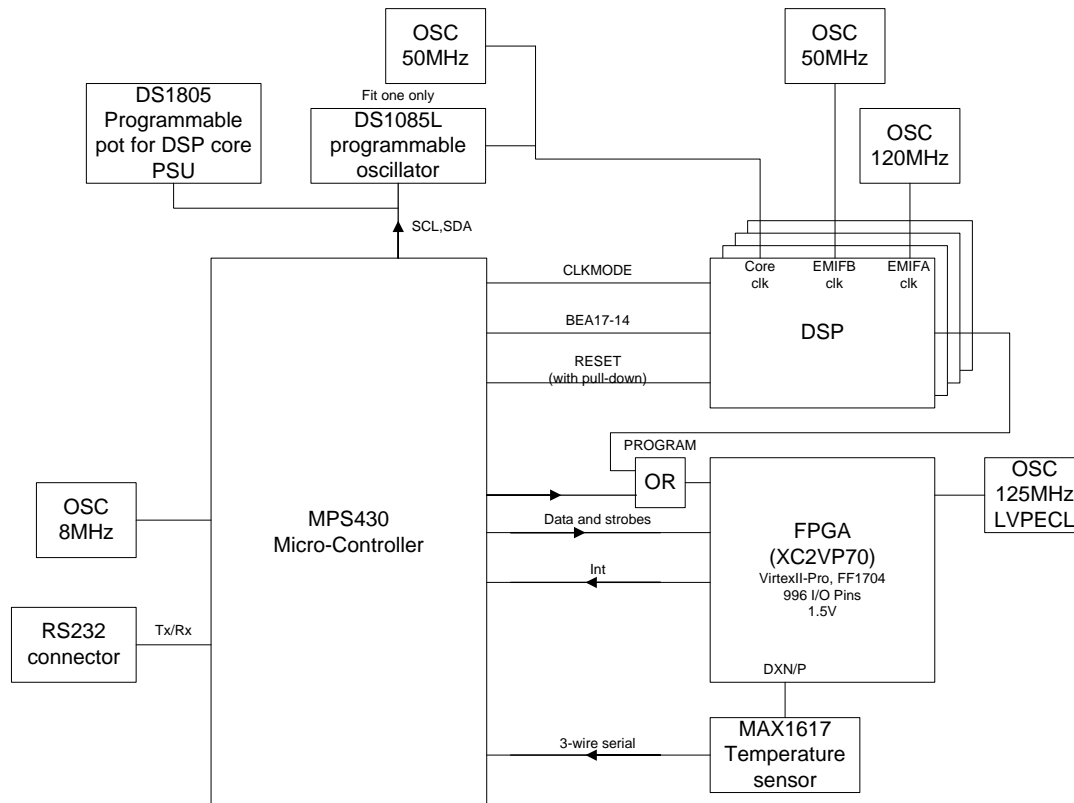 OSC
50MHz
OSC
50MHz
Fit one only
DS1805
Programmable
pot for DSP core
PSU
DS1085L
programmable
oscillator
OSC
120MHz
SCL,SDA
CLKMODE
Core
clk
EMIFB
clk
EMIFA
clk
BEA17-14
DSP
RESET
(with pull-down)
PROGRAM
OR
OSC
8MHz
MPS430
Micro-Controller
Data and strobes
FPGA
(XC2VP70)
VirtexII-Pro, FF1704
996 I/O Pins
1.5V
OSC
125MHz
LVPECL
Int
RS232
connector
Tx/Rx
DXN/P
3-wire serial
MAX1617
Temperature
sensor